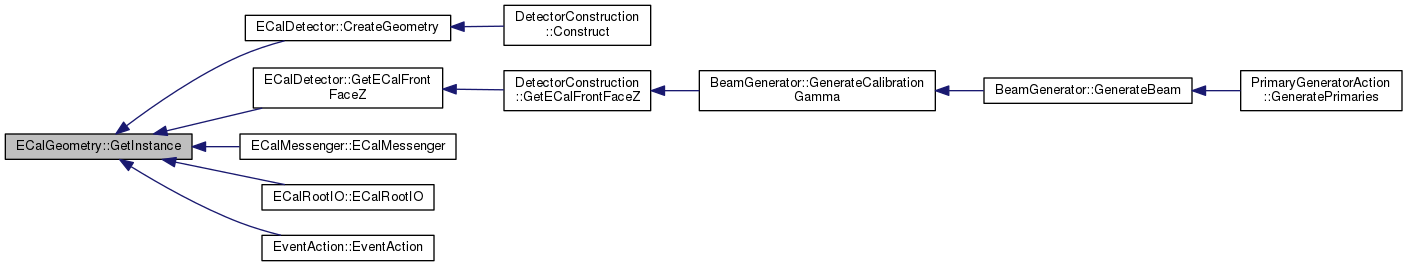 ECalDetector::CreateGeometry
DetectorConstruction
::Construct
ECalDetector::GetECalFront
FaceZ
DetectorConstruction
::GetECalFrontFaceZ
BeamGenerator::GenerateCalibration
Gamma
BeamGenerator::GenerateBeam
PrimaryGeneratorAction
::GeneratePrimaries
ECalGeometry::GetInstance
ECalMessenger::ECalMessenger
ECalRootIO::ECalRootIO
EventAction::EventAction